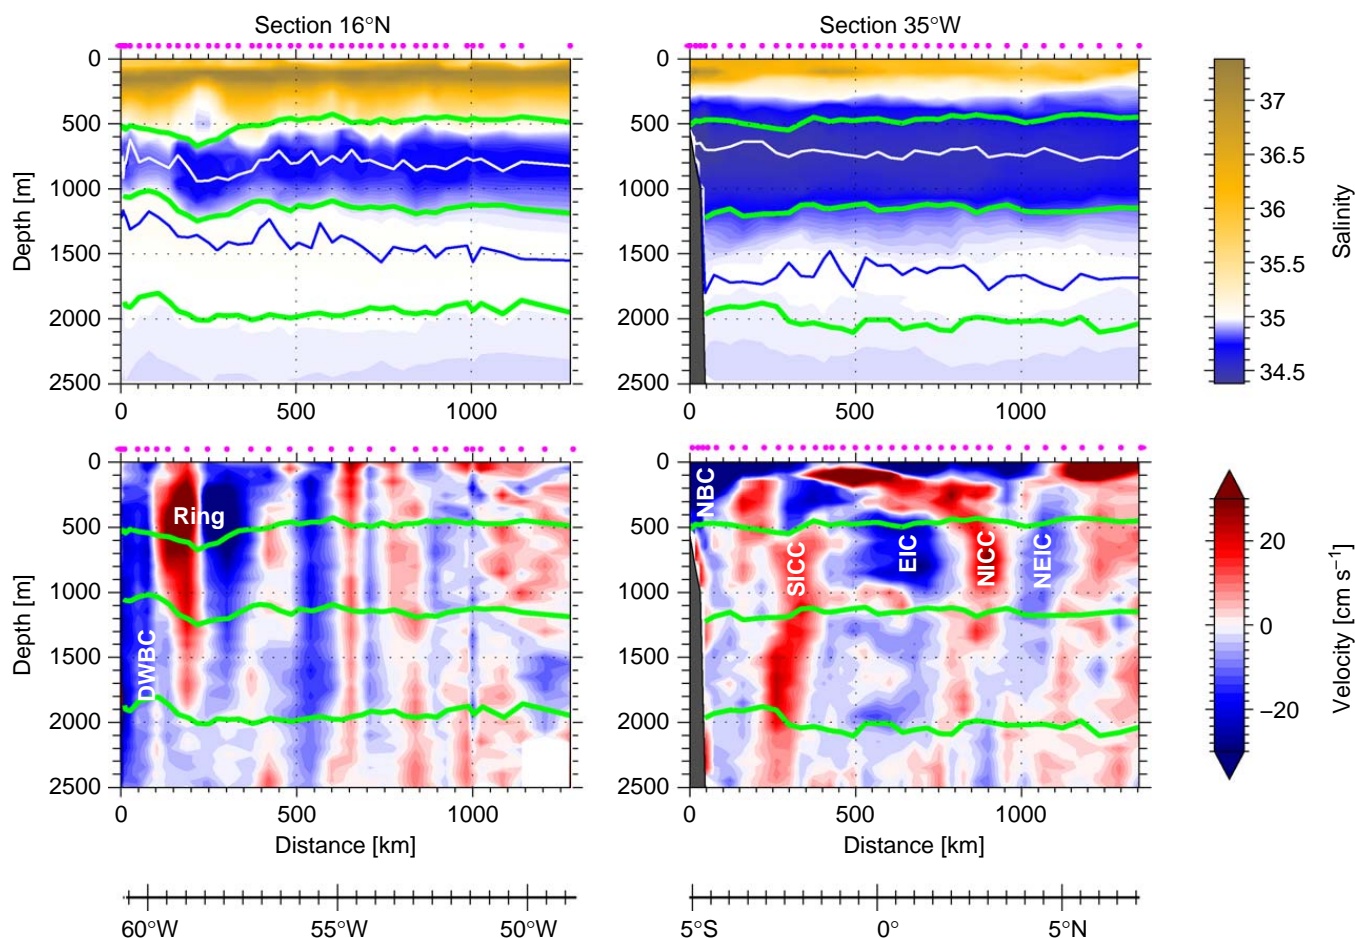 Section 16°N
Section 35°W
0
500
1000
1500
2000
2500
Depth [m]
0
500
1000
0
500
1000
1500
2000
2500
0
500
1000
37
36.5
36
35.5
35
34.5
Salinity
0
500
1000
1500
2000
2500
Depth [m]
Ring
DWBC
0
500
1000
Distance [km]
0
500
1000
1500
2000
2500
NBC
SICC
EIC
NICC
NEIC
0
500
1000
Distance [km]
20
0
–20
Velocity [cm s⁻¹]
60°W
55°W
50°W
5°S
0°
5°N